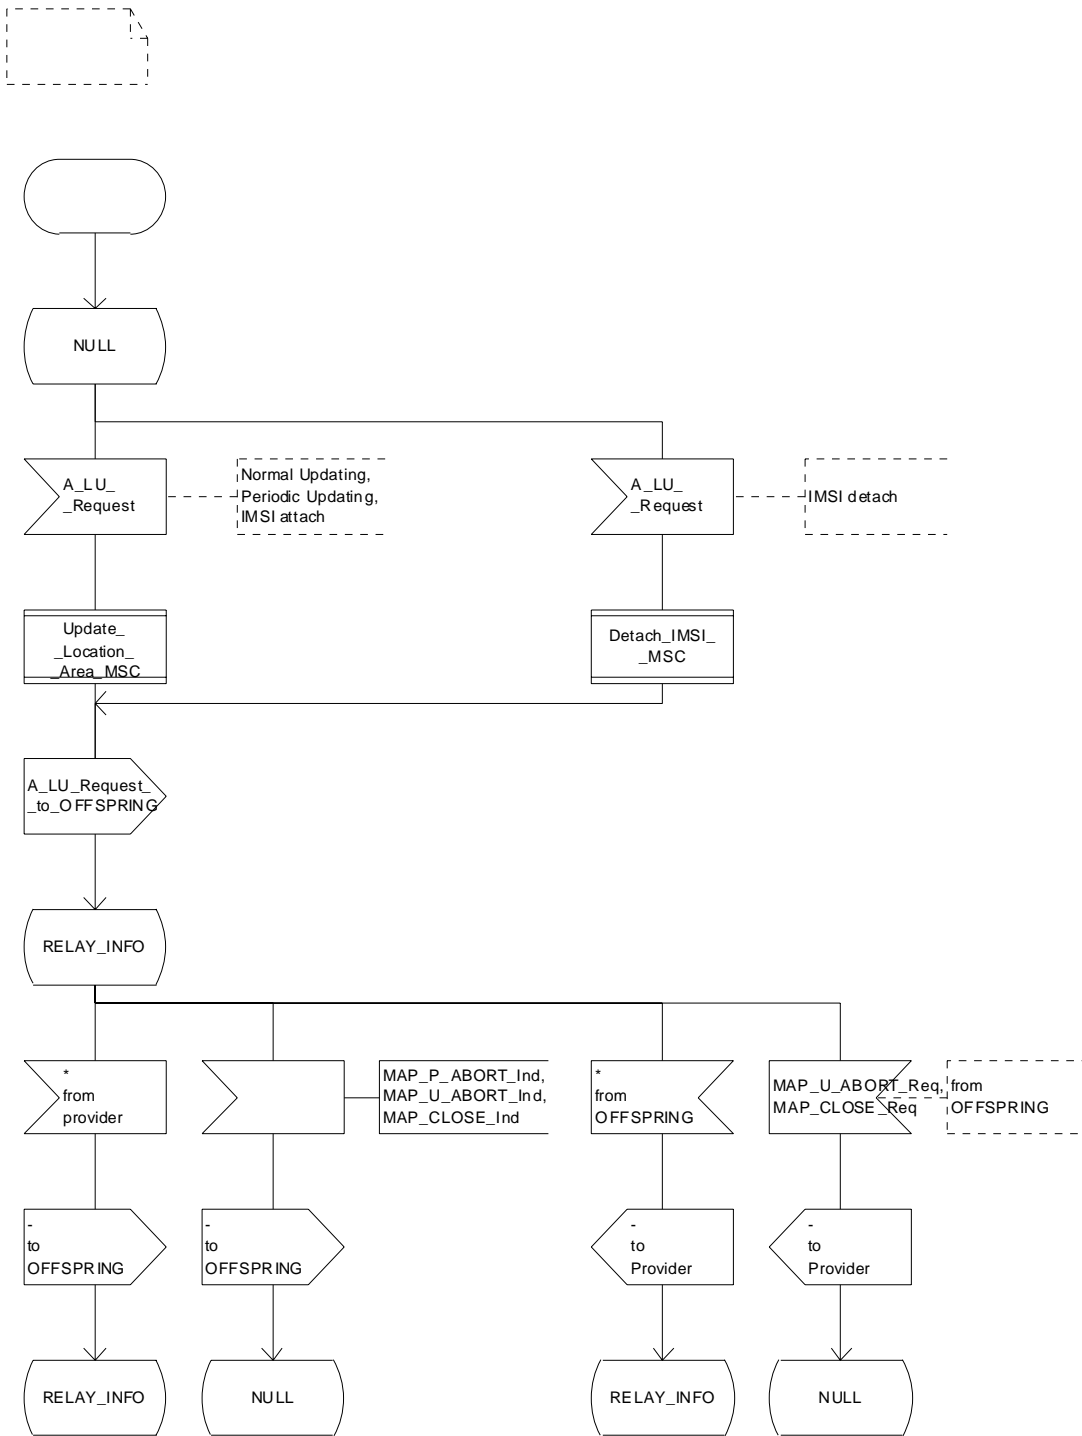 NULL
A_LU_
_Request
Normal Updating,
Periodic Updating,
IMSI attach
A_LU_
_Request
IMSI detach
Update_
_Location_
_Area_MSC
Detach_IMSI_
_MSC
A_LU_Request_
_to_OFFSPRING
RELAY_INFO
*
from
provider
MAP_P_ABORT_Ind,
MAP_U_ABORT_Ind,
MAP_CLOSE_Ind
*
from
OFFSPRING
MAP_U_ABORT_Req,
MAP_CLOSE_Req
from
OFFSPRING
-
to
OFFSPRING
-
to
OFFSPRING
-
to
Provider
-
to
Provider
RELAY_INFO
NULL
RELAY_INFO
NULL